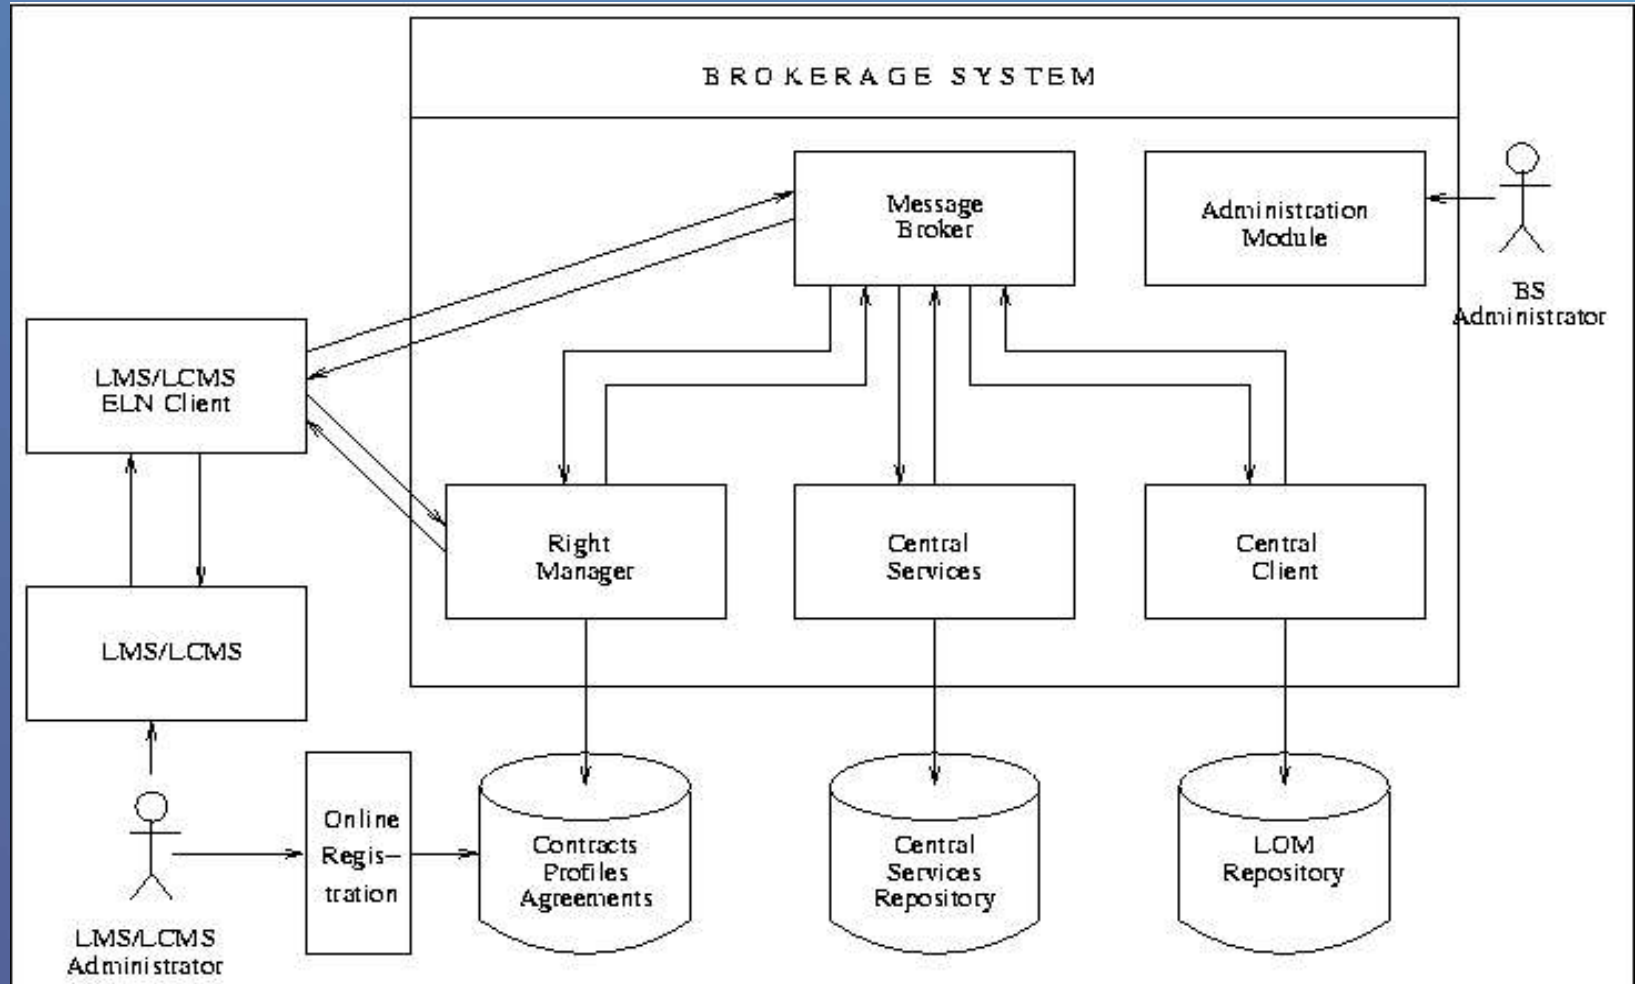 BROKERAGE SYSTEM
Message
Broker
Administration
Module
BS
Administrator
LMS/LCMS
ELN Client
Right
Manager
Central
Services
Central
Client
LMS/LCMS
Online
Regis-
tration
Contracts
Profiles
Agreements
Central
Services
Repository
LOM
Repository
LMS/LCMS
Administrator